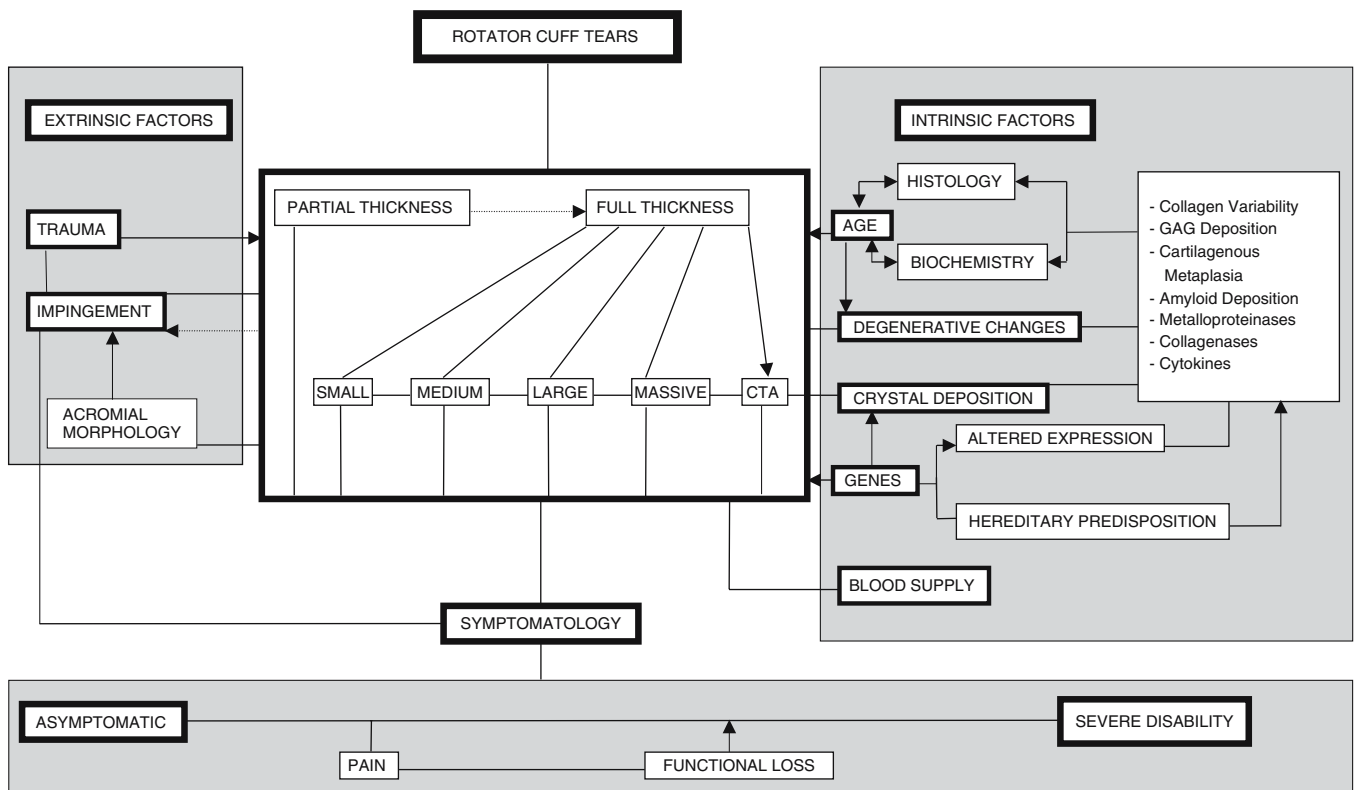 ROTATOR CUFF TEARS
EXTRINSIC FACTORS
TRAUMA
IMPINGEMENT
ACROMIAL
MORPHOLOGY
PARTIAL THICKNESS
FULL THICKNESS
SMALL
MEDIUM
LARGE
MASSIVE
CTA
INTRINSIC FACTORS
HISTOLOGY
AGE
BIOCHEMISTRY
DEGENERATIVE CHANGES
CRYSTAL DEPOSITION
ALTERED EXPRESSION
GENES
HEREDITARY PREDISPOSITION
BLOOD SUPPLY
- Collagen Variability
- GAG Deposition
- Cartilagenous
Metaplasia
- Amyloid Deposition
- Metalloproteinases
- Collagenases
- Cytokines
SYMPTOMATOLOGY
ASYMPTOMATIC
SEVERE DISABILITY
PAIN
FUNCTIONAL LOSS